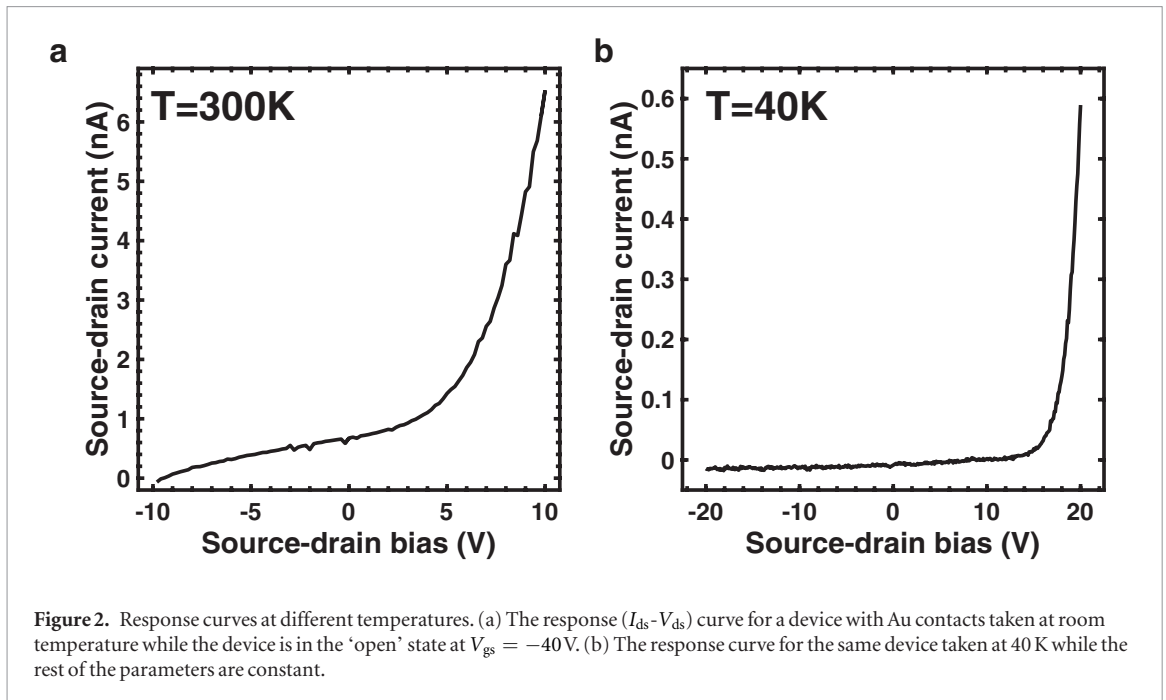 a
T=300K
Source-drain current (nA)
6
5
4
3
2
1
0
-10 -5 0 5 10
Source-drain bias (V)
b
T=40K
Source-drain current (nA)
0.6
0.5
0.4
0.3
0.2
0.1
0
-20 -10 0 10 20
Source-drain bias (V)
Figure 2. Response curves at different temperatures. (a) The response (Ids-Vds) curve for a device with Au contacts taken at room
temperature while the device is in the ‘open’ state at Vgs = −40 V. (b) The response curve for the same device taken at 40 K while the
rest of the parameters are constant.